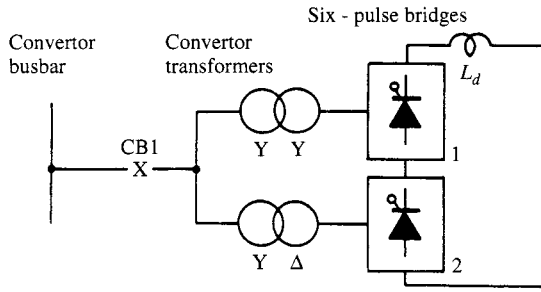 Six - pulse bridges
Convertor
busbar
Convertor
transformers
L_d
CB1
X
Y Y
1
Y Δ
2